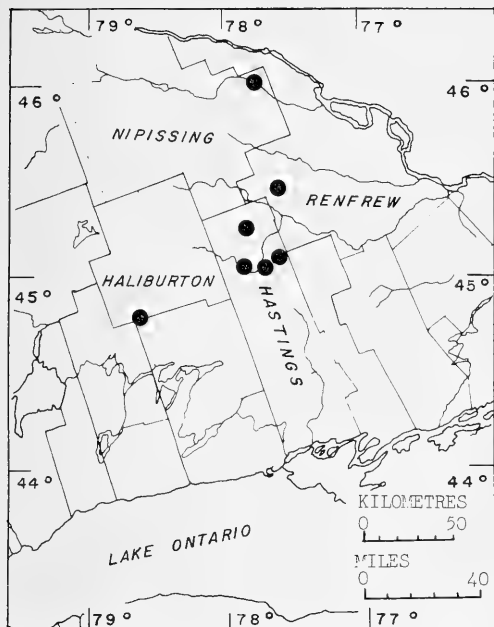 79° 78° 77°
46° 46°
NIPISSING
RENFREW
HALIBURTON
45° 45°
HASTINGS
44° 44°
KILOMETRES
0 50
LAKE ONTARIO
MILES
0 40
79° 78° 77°